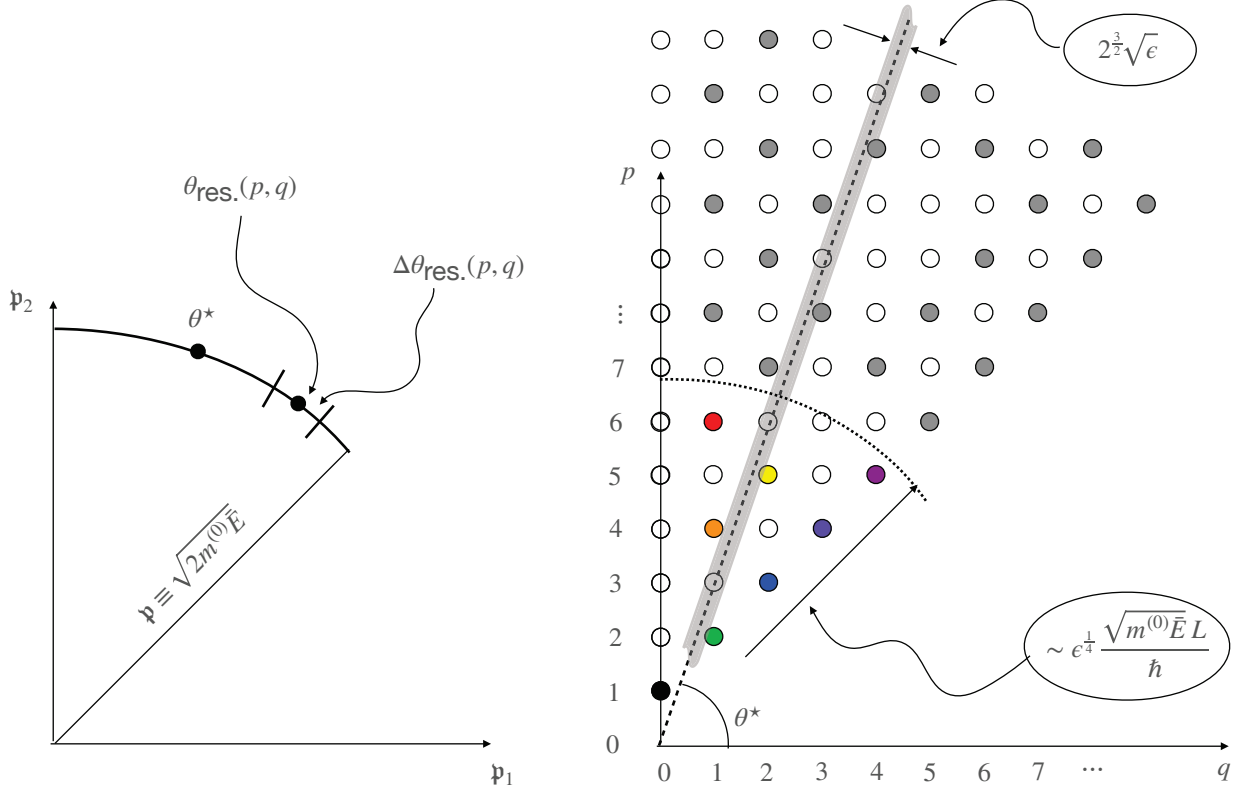 𝔭₂
θ⋆
θres.(p, q)
Δθres.(p, q)
𝔭 ≡ √(2m⁽⁰⁾Ē)
𝔭₁
2^{3/2}√ϵ
p
⋮
7
6
5
4
3
2
1
0
θ⋆
∼ ϵ^{1/4} √(m⁽⁰⁾Ē) L / ℏ
0 1 2 3 4 5 6 7 ... q